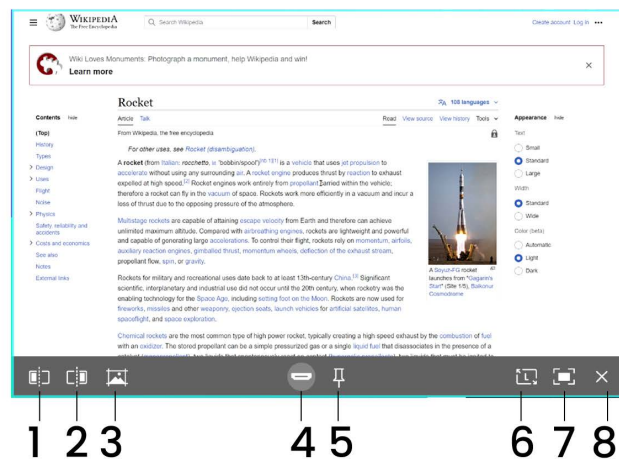 WIKIPEDIA
The Free Encyclopedia
Search Wikipedia
Search
Create account Log in
Wiki Loves Monuments: Photograph a monument, help Wikipedia and win!
Learn more
Rocket
108 languages
Contents hide
Article Talk
Read View source View history Tools
Appearance hide
(Top)
From Wikipedia, the free encyclopedia
Text
History
For other uses, see Rocket (disambiguation).
Small
Types
Standard
Design
A rocket (from Italian: rocchetto, lit. 'bobbin/spool')[nb 1][1] is a vehicle that uses jet propulsion to
Large
Uses
accelerate without using any surrounding air. A rocket engine produces thrust by reaction to exhaust
Flight
expelled at high speed.[2] Rocket engines work entirely from propellant carried within the vehicle;
Width
Noise
therefore a rocket can fly in the vacuum of space. Rockets work more efficiently in a vacuum and incur a
Standard
Physics
loss of thrust due to the opposing pressure of the atmosphere.
Wide
Safety, reliability and
accidents
Multistage rockets are capable of attaining escape velocity from Earth and therefore can achieve
Color (beta)
Costs and economics
unlimited maximum altitude. Compared with airbreathing engines, rockets are lightweight and powerful
Automatic
See also
and capable of generating large accelerations. To control their flight, rockets rely on momentum, airfoils,
Light
Notes
auxiliary reaction engines, gimballed thrust, momentum wheels, deflection of the exhaust stream,
Dark
External links
propellant flow, spin, or gravity.
A Soyuz-FG rocket
launches from "Gagarin's
Start" (Site 1/5), Baikonur
Cosmodrome
Rockets for military and recreational uses date back to at least 13th-century China.[3] Significant
scientific, interplanetary and industrial use did not occur until the 20th century, when rocketry was the
enabling technology for the Space Age, including setting foot on the Moon. Rockets are now used for
fireworks, missiles and other weaponry, ejection seats, launch vehicles for artificial satellites, human
spaceflight, and space exploration.
Chemical rockets are the most common type of high power rocket, typically creating a high speed exhaust by the combustion of fuel
with an oxidizer. The stored propellant can be a simple pressurized gas or a single liquid fuel that disassociates in the presence of a
L
1 2 3 4 5 6 7 8